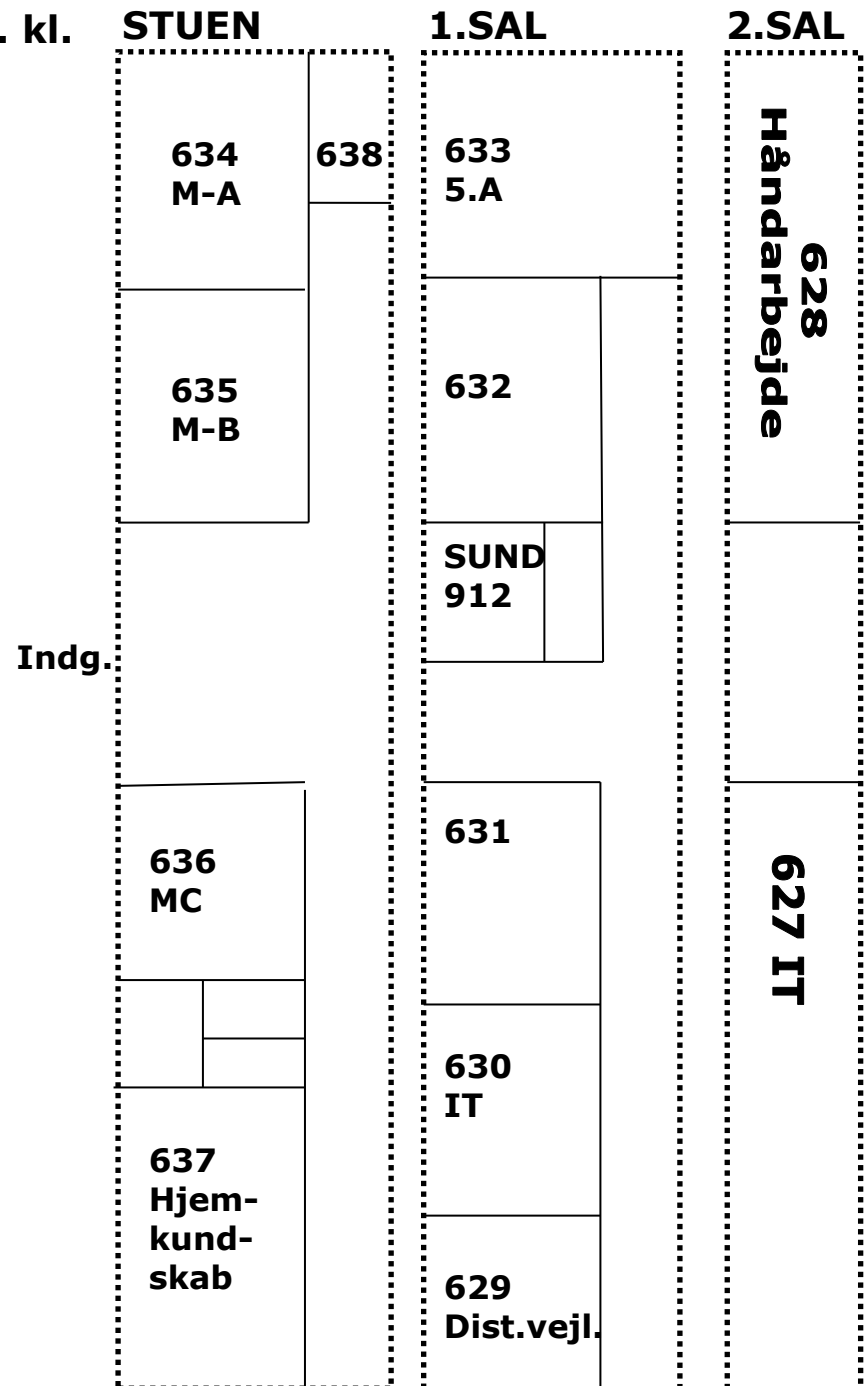 . kl.
STUEN
634
M-A
638
635
M-B
Indg.
636
MC
637
Hjem-
kund-
skab
1.SAL
633
5.A
632
SUND
912
631
630
IT
629
Dist.vejl.
2.SAL
628
Håndarbejde
627 IT